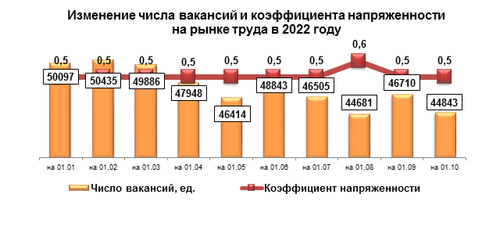 Изменение числа вакансий и коэффициента напряженности
на рынке труда в 2022 году
0,5 0,5 0,5 0,5 0,5 0,5 0,5 0,6 0,5 0,5
50097 50435 49886 47948 46414 48843 46505 44681 46710 44843
на 01.01 на 01.02 на 01.03 на 01.04 на 01.05 на 01.06 на 01.07 на 01.08 на 01.09 на 01.10
Число вакансий, ед. Коэффициент напряженности